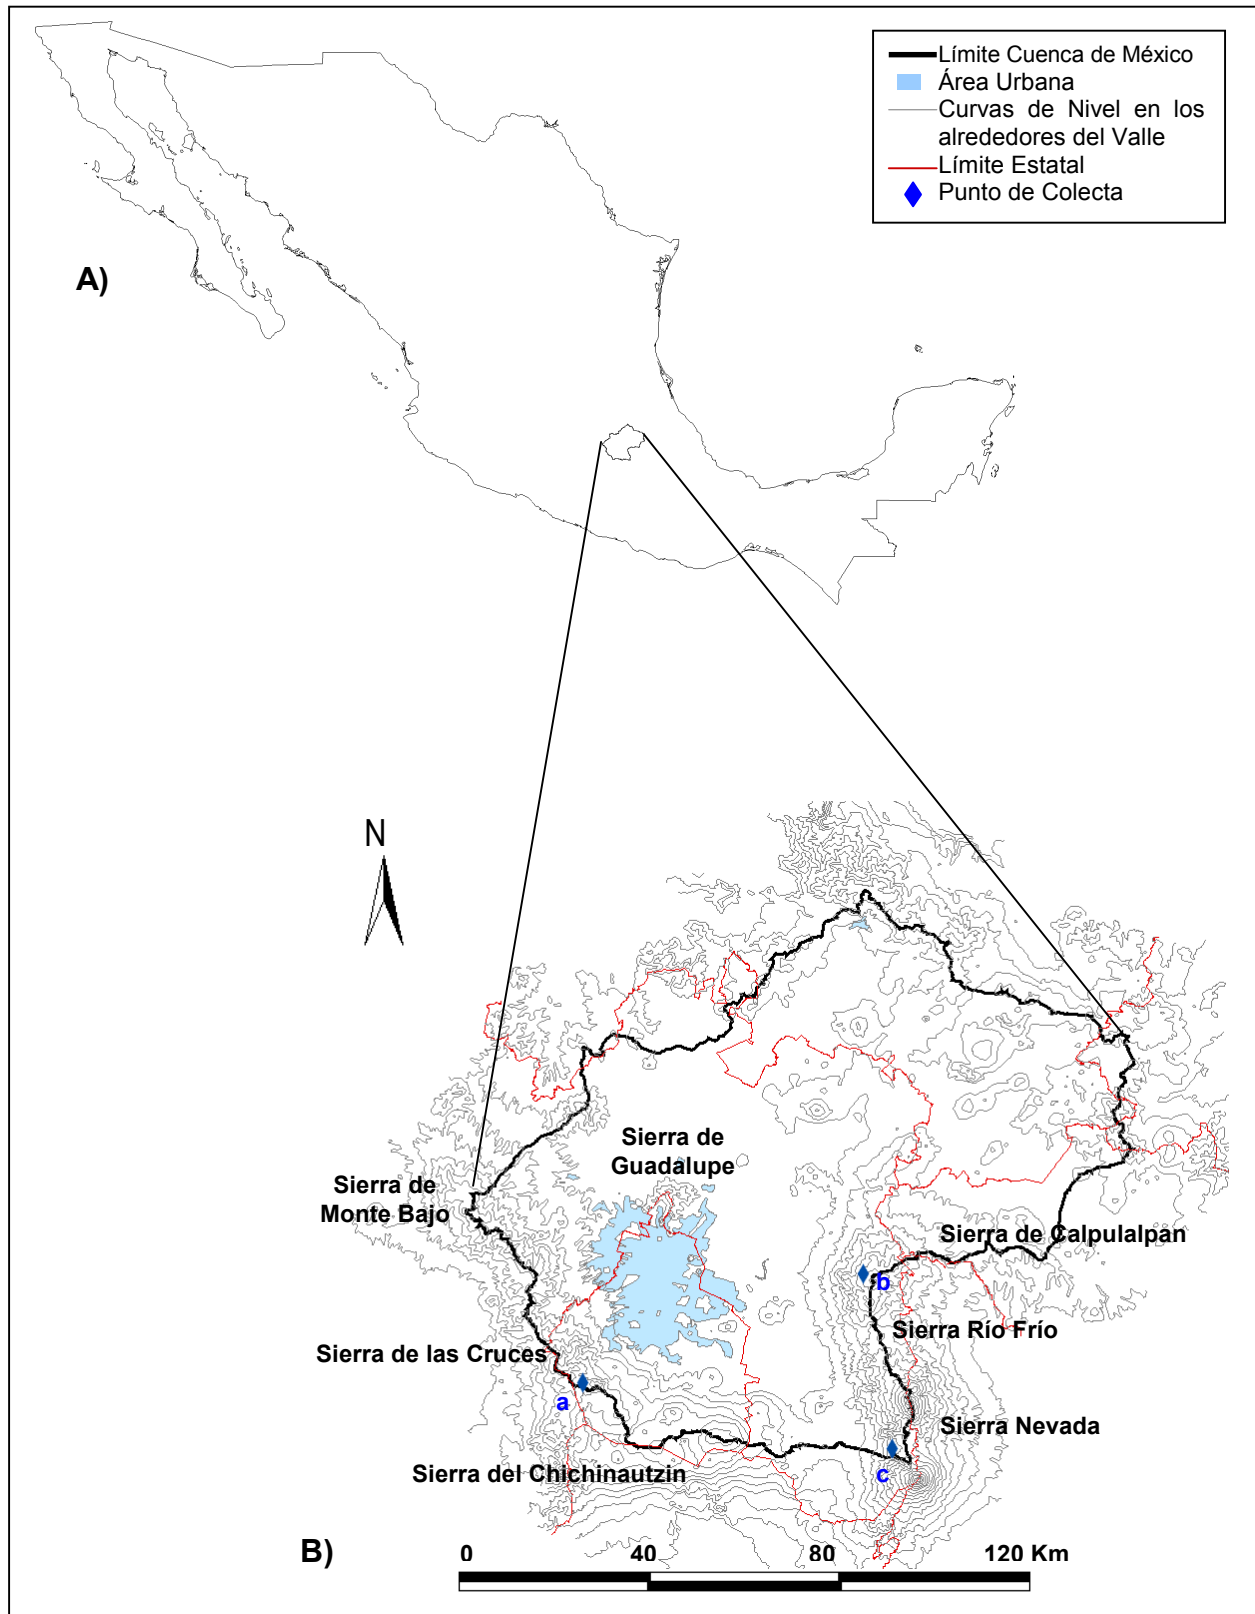 Límite Cuenca de México
Área Urbana
Curvas de Nivel en los
alrededores del Valle
Límite Estatal
Punto de Colecta
A)
N
Sierra de
Guadalupe
Sierra de
Monte Bajo
Sierra de Calpulalpan
b
Sierra Río Frío
Sierra de las Cruces
a
Sierra Nevada
Sierra del Chichinautzin
c
B)
0 40 80 120 Km